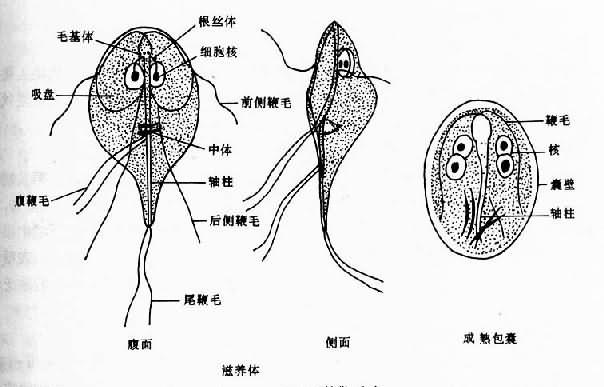 根丝体
毛基体
细胞核
吸盘
前侧鞭毛
中体
轴柱
腹鞭毛
后侧鞭毛
尾鞭毛
腹面
侧面
滋养体
鞭毛
核
囊壁
轴柱
成熟包囊